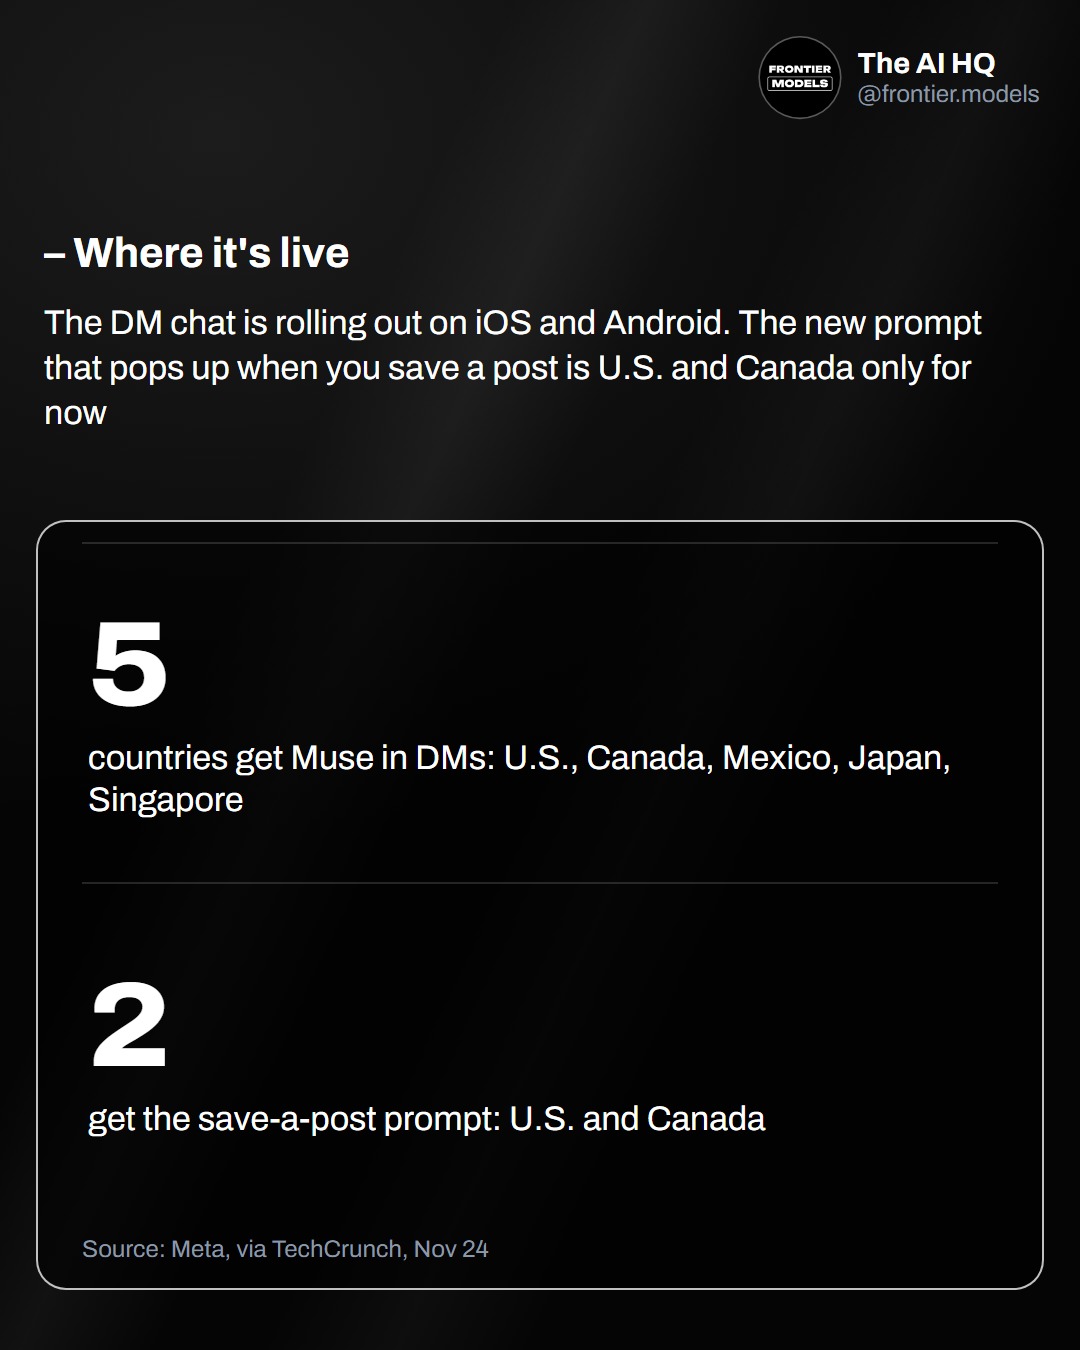 FRONTIER
MODELS
The AI HQ
@frontier.models
– Where it's live
The DM chat is rolling out on iOS and Android. The new prompt
that pops up when you save a post is U.S. and Canada only for
now
5
countries get Muse in DMs: U.S., Canada, Mexico, Japan,
Singapore
2
get the save-a-post prompt: U.S. and Canada
Source: Meta, via TechCrunch, Nov 24